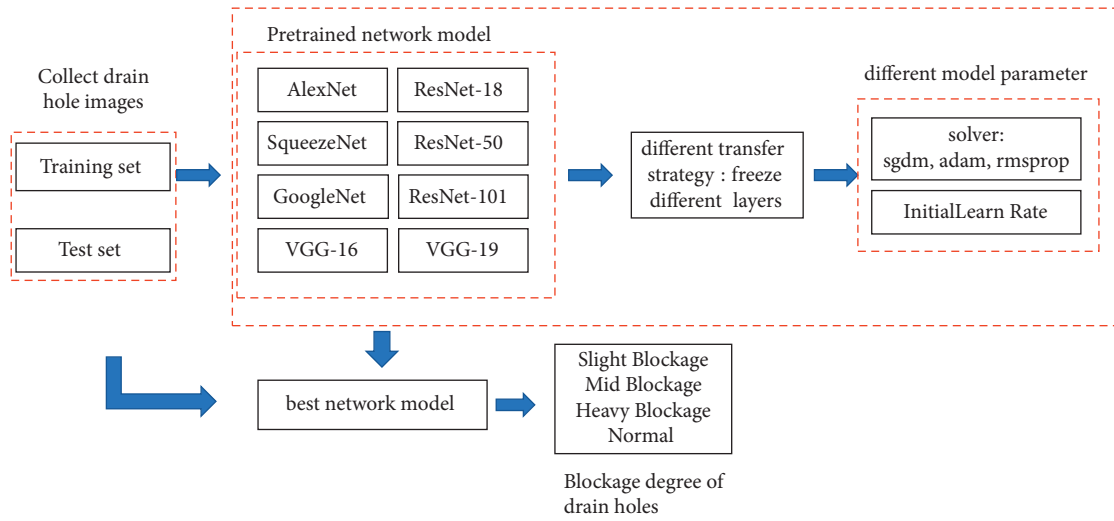 Collect drain
hole images
Training set
Test set
Pretrained network model
AlexNet
ResNet-18
SqueezeNet
ResNet-50
GoogleNet
ResNet-101
VGG-16
VGG-19
different transfer
strategy : freeze
different layers
different model parameter
solver:
sgdm, adam, rmsprop
InitialLearn Rate
best network model
Slight Blockage
Mid Blockage
Heavy Blockage
Normal
Blockage degree of
drain holes